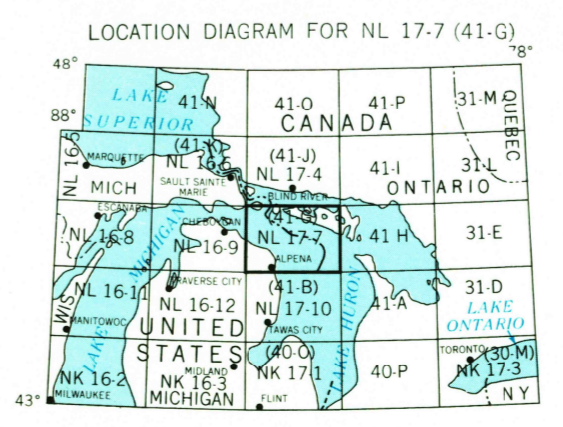 LOCATION DIAGRAM FOR NL 17-7 (41-G)
48°
78°
88°
LAKE
SUPERIOR
41-N
41-O
41-P
31-M
QUEBEC
CANADA
NL 16-5
MARQUETTE
(41-K)
NL 16-6
(41-J)
NL 17-4
41-I
31-L
MICH
SAULT SAINTE
MARIE
BLIND RIVER
ONTARIO
ESCANABA
CHEBOYGAN
(41-G)
NL 16-8
MICHIGAN
NL 16-9
NL 17-7
41 H
31-E
ALPENA
NL 16-11
TRAVERSE CITY
NL 16-12
(41-B)
NL 17-10
41-A
31-D
LAKE
ONTARIO
WIS
MANITOWOC
UNITED
STATES
TAWAS CITY
LAKE HURON
LAKE
NK 16-2
MIDLAND
NK 16-3
(40-O)
NK 17-1
40-P
TORONTO
(30-M)
NK 17-3
43°
MILWAUKEE
MICHIGAN
FLINT
NY